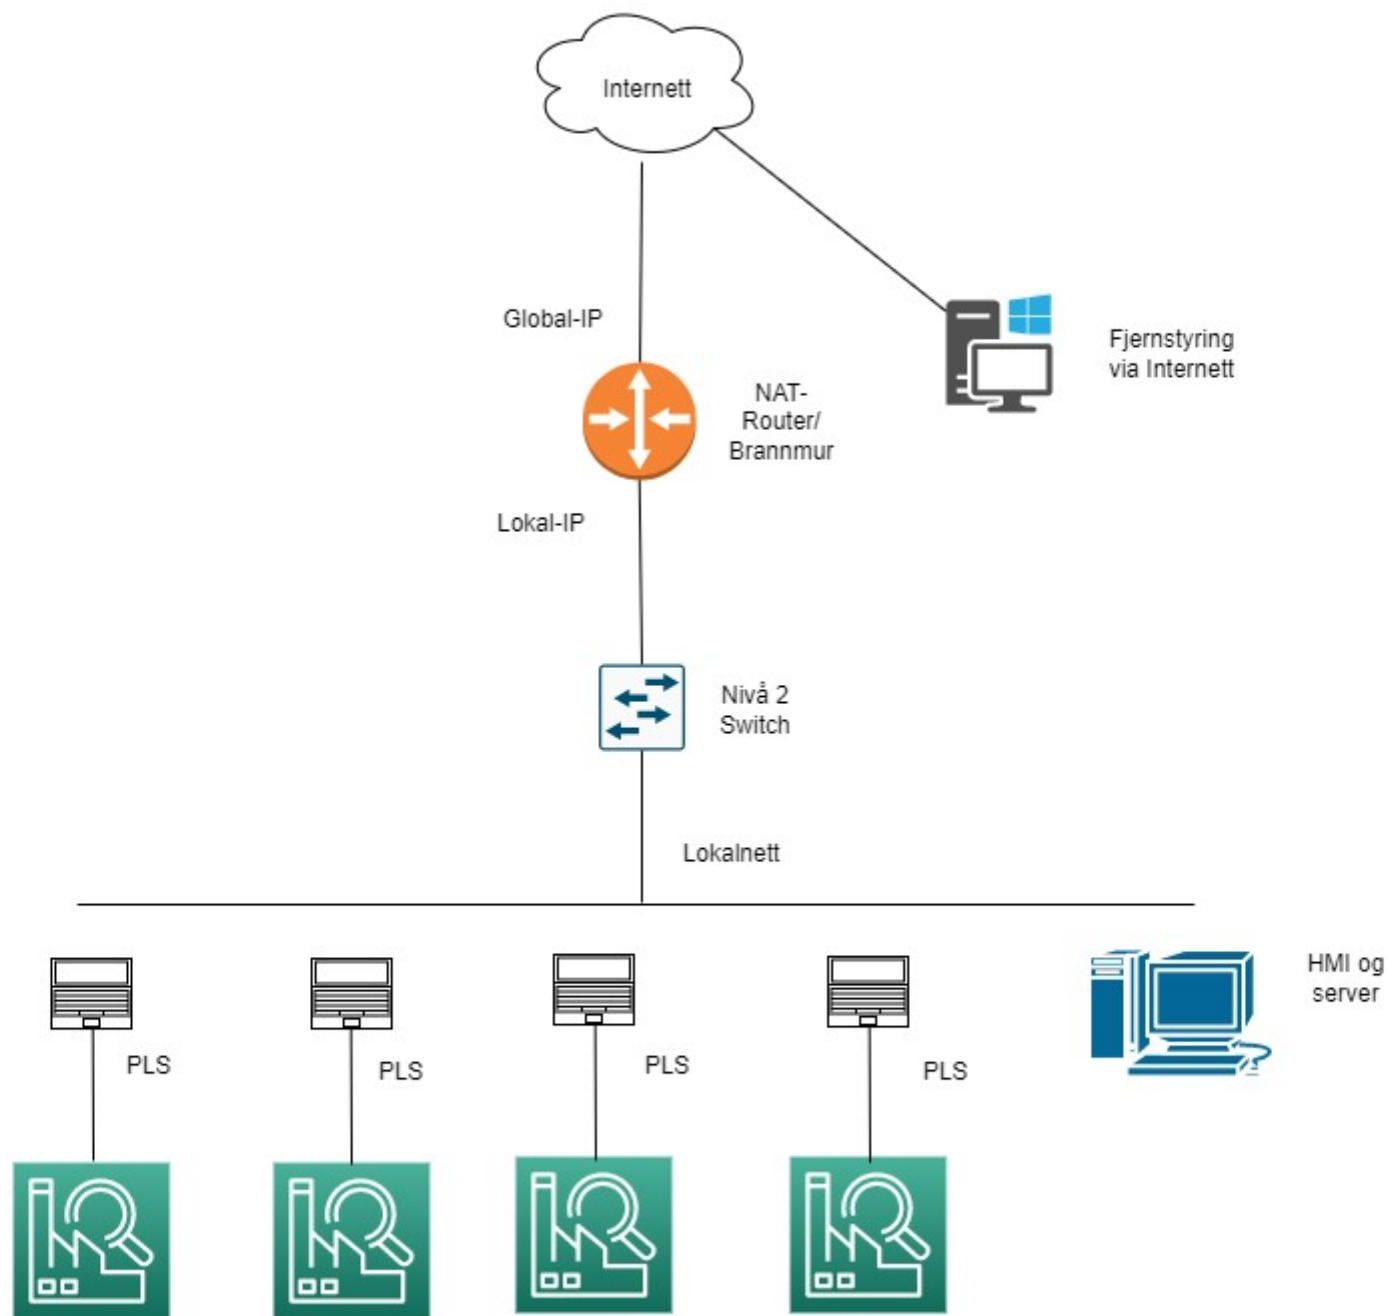 Internett
Global-IP
Fjernstyring
via Internett
NAT-
Router/
Brannmur
Lokal-IP
Nivå 2
Switch
Lokalnett
HMI og
server
PLS
PLS
PLS
PLS